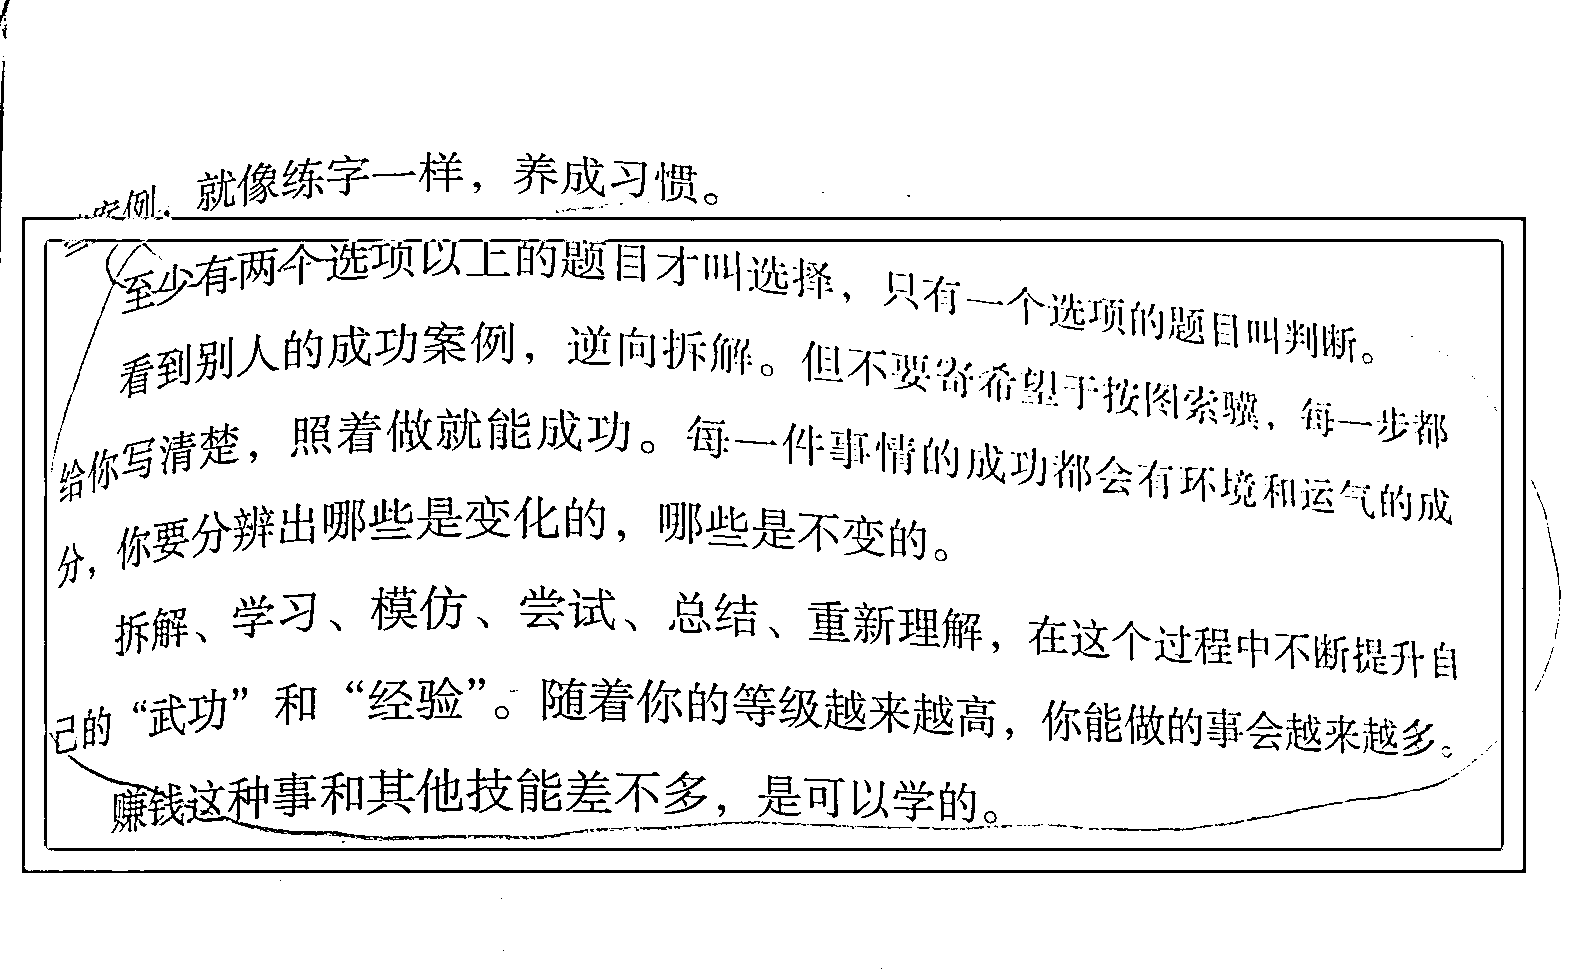 案例，就像练字一样，养成习惯。
至少有两个选项以上的题目才叫选择，只有一个选项的题目叫判断。
看到别人的成功案例，逆向拆解。但不要寄希望于按图索骥，每一步都
给你写清楚，照着做就能成功。每一件事情的成功都会有环境和运气的成
分，你要分辨出哪些是变化的，哪些是不变的。
拆解、学习、模仿、尝试、总结、重新理解，在这个过程中不断提升自
己的“武功”和“经验”。随着你的等级越来越高，你能做的事会越来越多。
赚钱这种事和其他技能差不多，是可以学的。